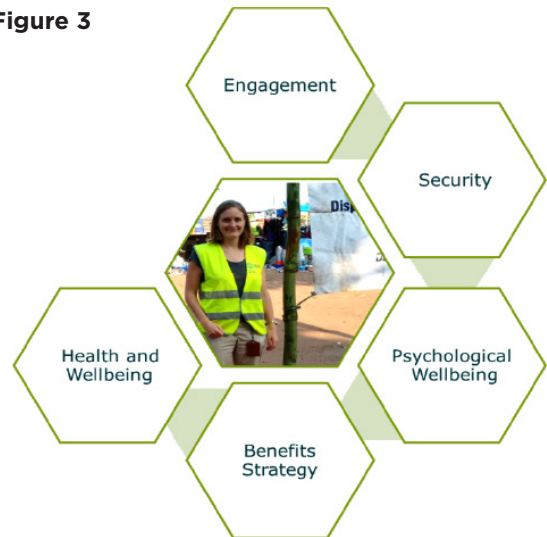 Figure 3
Engagement
Security
Psychological
Wellbeing
Benefits
Strategy
Health and
Wellbeing